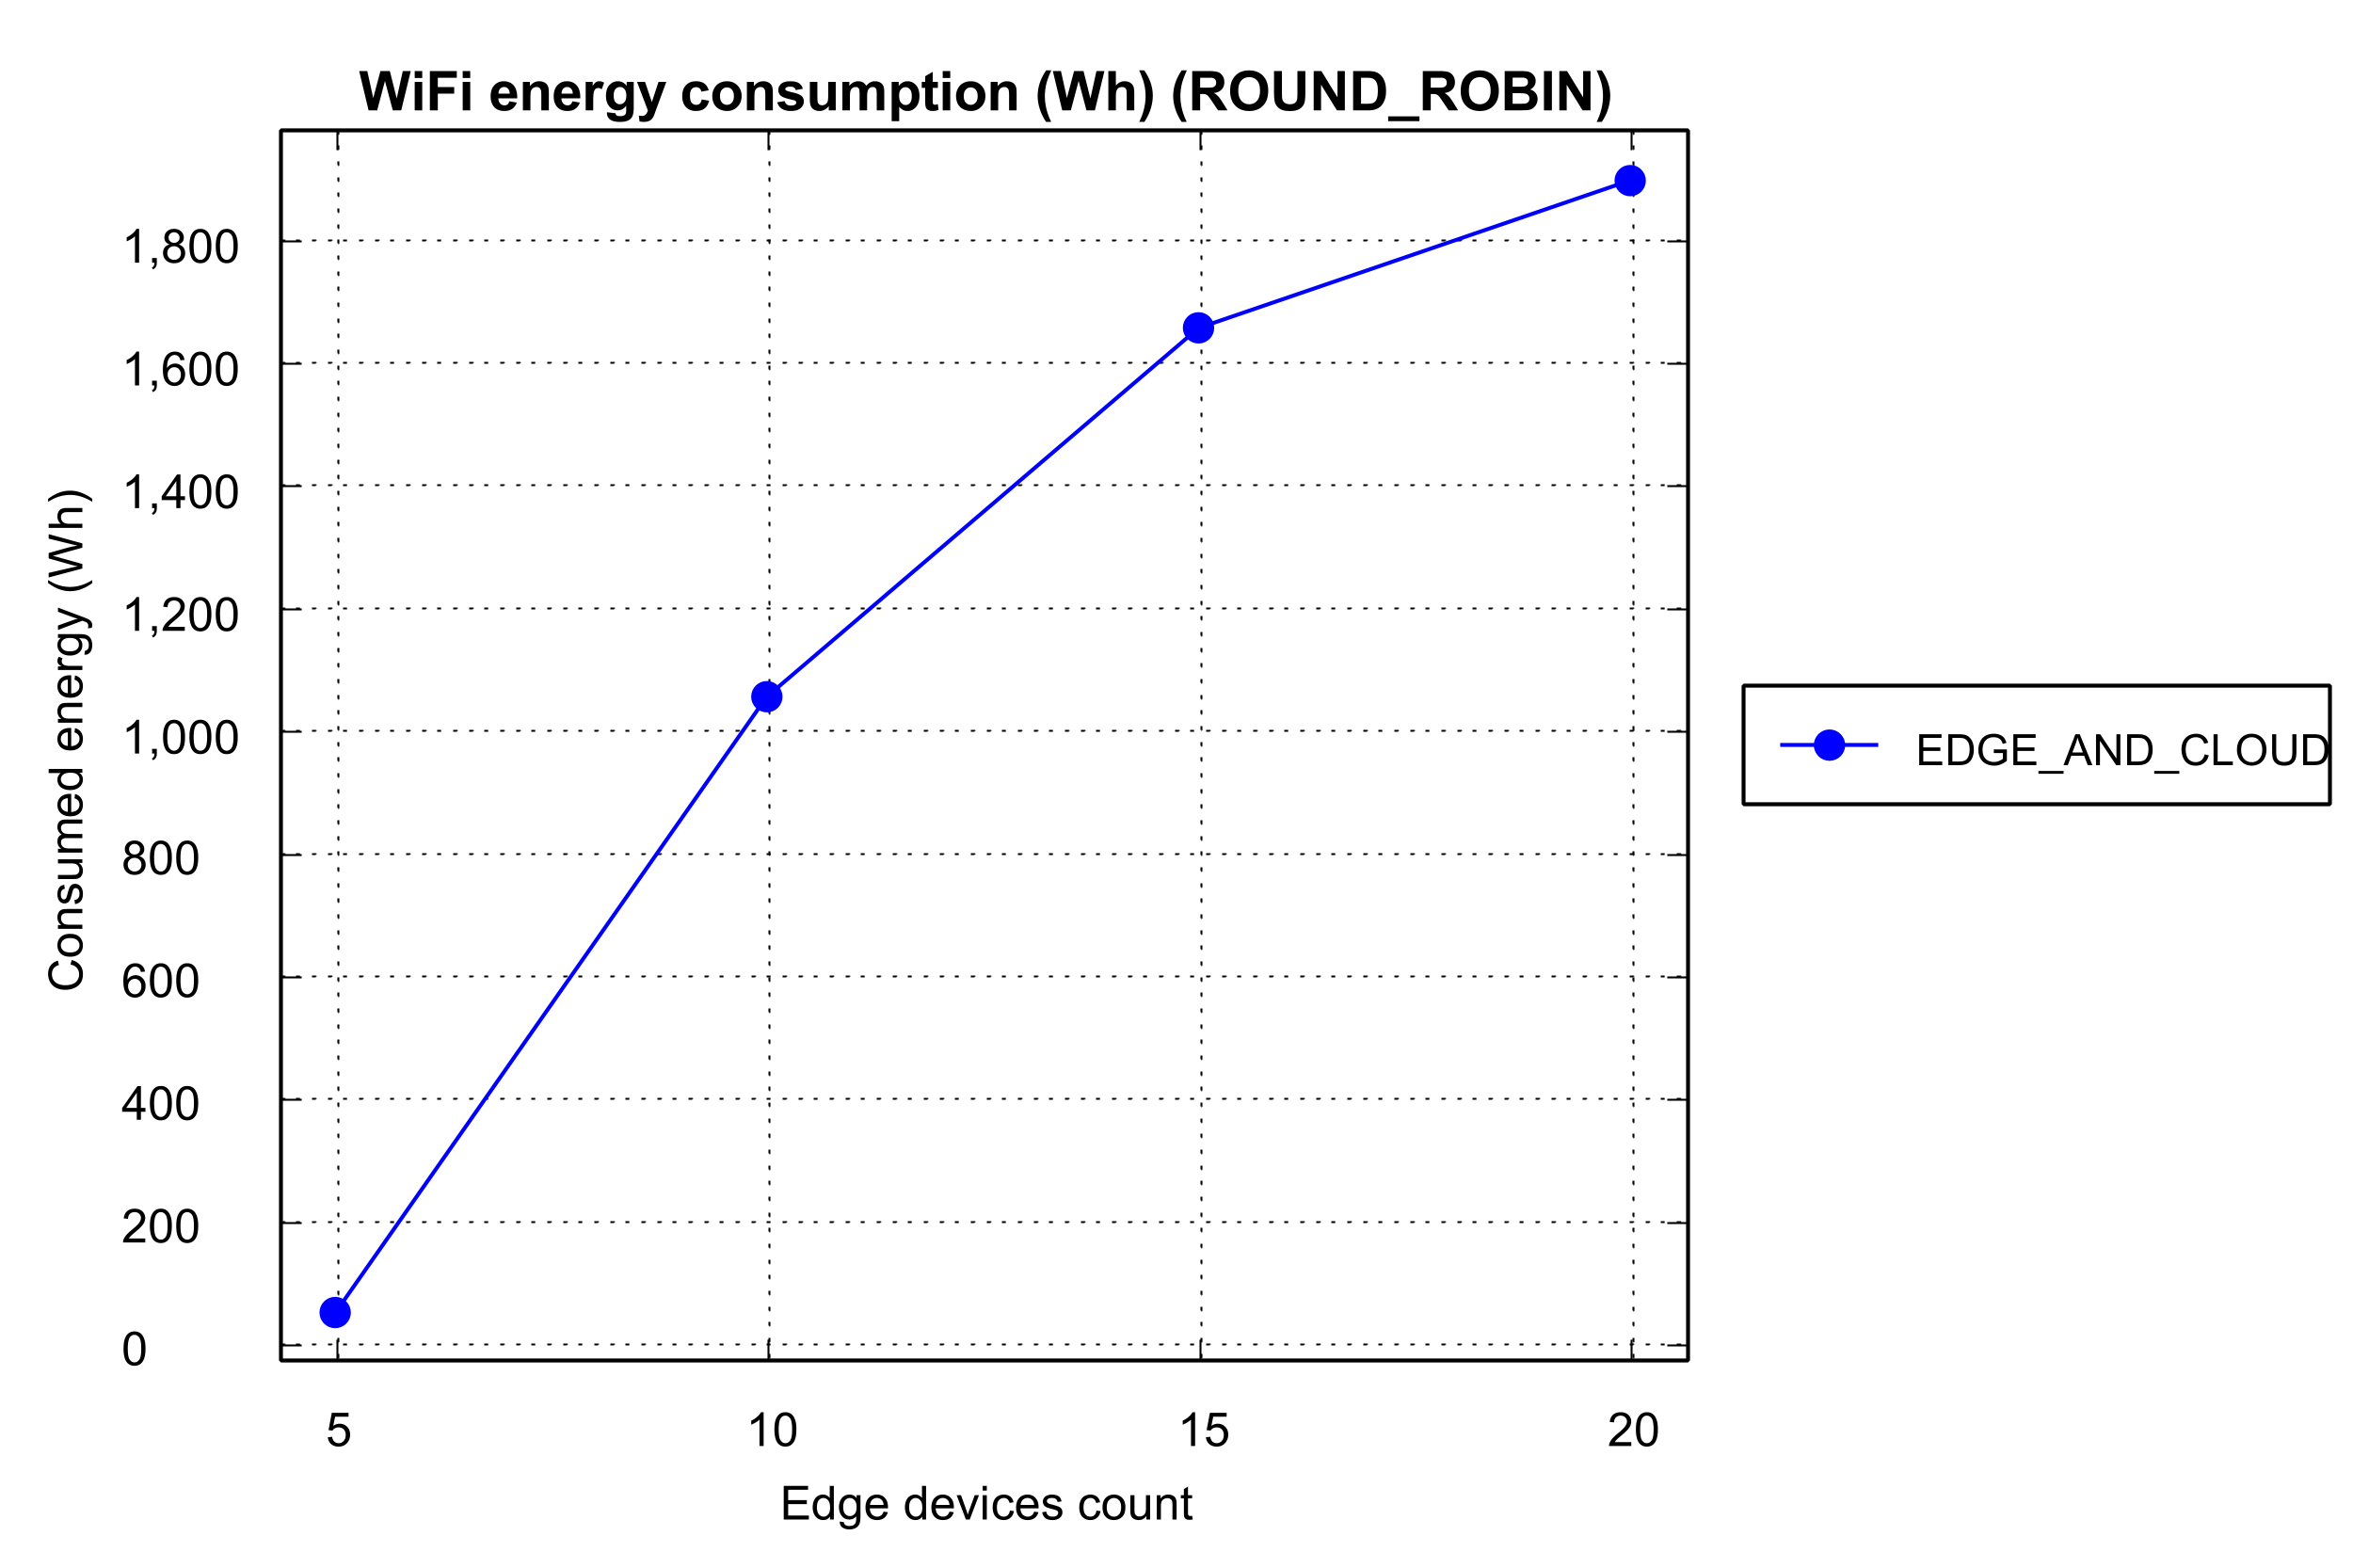 WiFi energy consumption (Wh) (ROUND_ROBIN)
Consumed energy (Wh)
1,800
1,600
1,400
1,200
1,000
800
600
400
200
0
5 10 15 20
Edge devices count
EDGE_AND_CLOUD